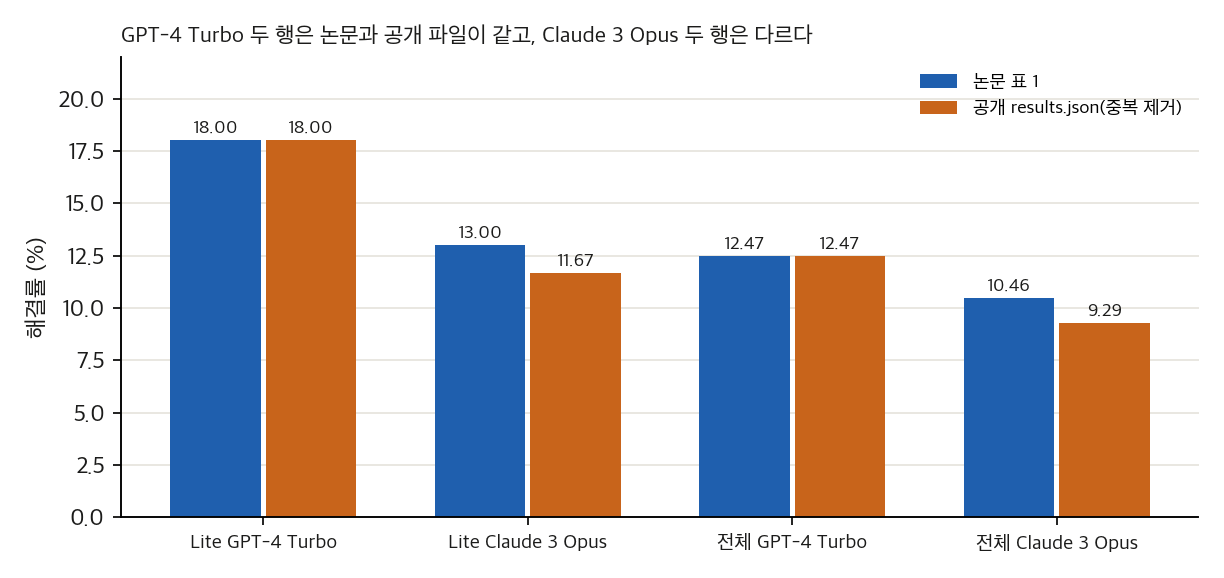 GPT-4 Turbo 두 행은 논문과 공개 파일이 같고, Claude 3 Opus 두 행은 다르다
논문 표 1
공개 results.json(중복 제거)
해결률 (%)
20.0
17.5
15.0
12.5
10.0
7.5
5.0
2.5
0.0
18.00
18.00
13.00
11.67
12.47
12.47
10.46
9.29
Lite GPT-4 Turbo
Lite Claude 3 Opus
전체 GPT-4 Turbo
전체 Claude 3 Opus